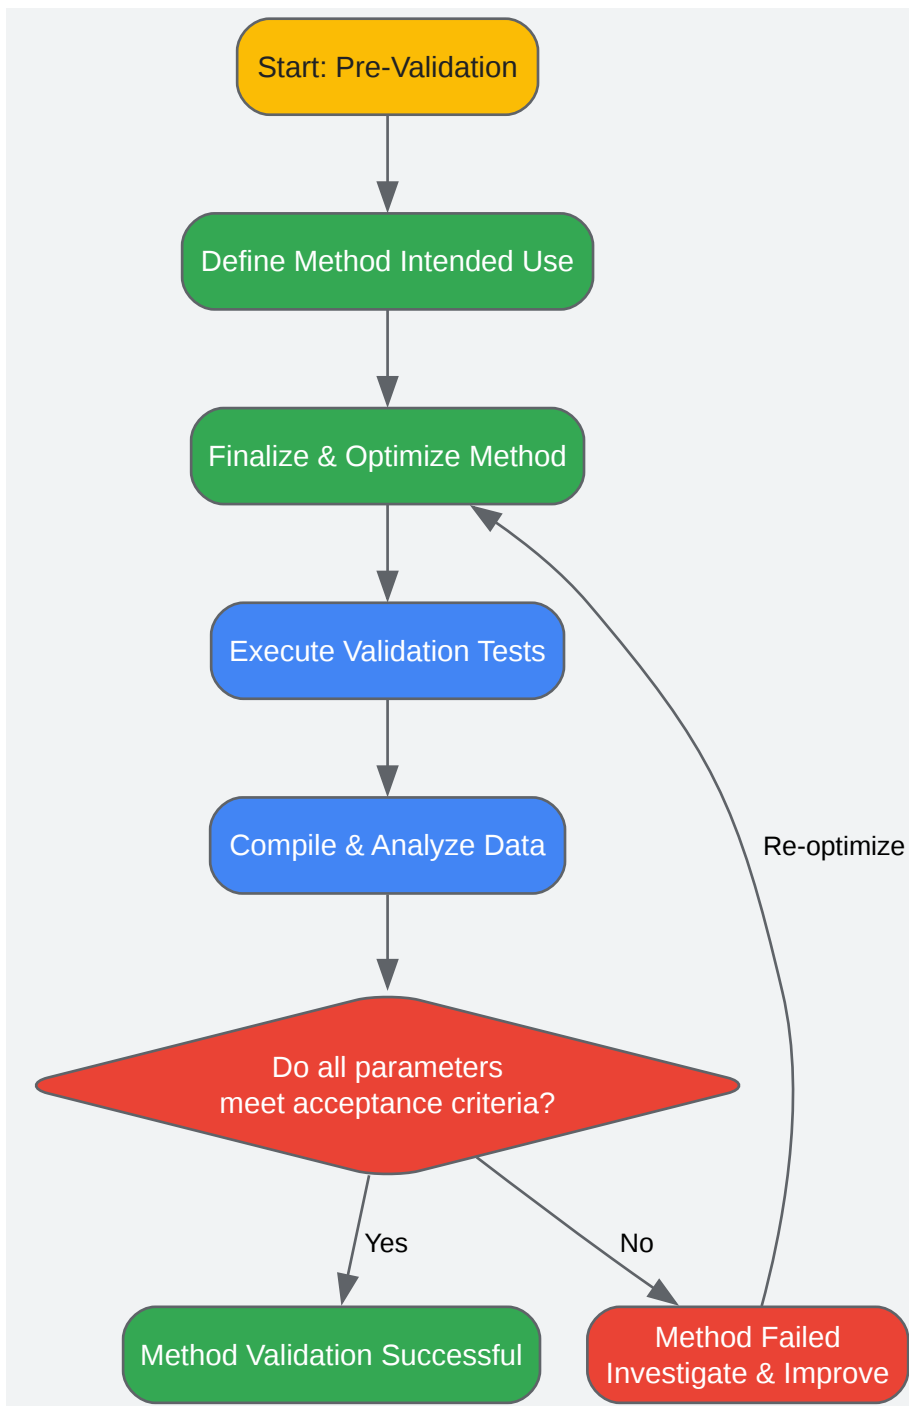 Start: Pre-Validation
Define Method Intended Use
Finalize & Optimize Method
Execute Validation Tests
Compile & Analyze Data
Re-optimize
Do all parameters
meet acceptance criteria?
Yes
No
Method Validation Successful
Method Failed
Investigate & Improve